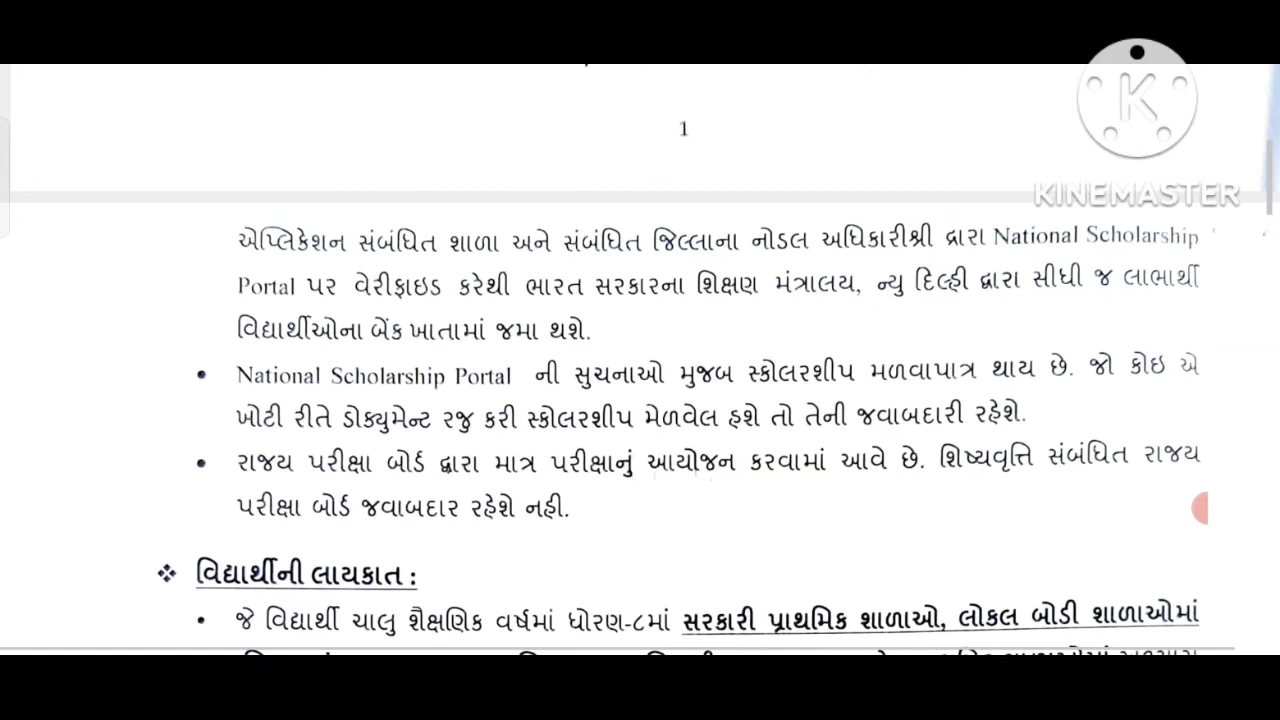 1
KINEMASTER
એપ્લિકેશન સંબંધિત શાળા અને સંબંધિત જિલ્લાના નોડલ અધિકારીશ્રી દ્વારા National Scholarship
Portal પર વેરીફાઇડ કરેથી ભારત સરકારના શિક્ષણ મંત્રાલય, ન્યુ દિલ્હી દ્વારા સીધી જ લાભાર્થી
વિદ્યાર્થીઓના બેંક ખાતામાં જમા થશે.
• National Scholarship Portal ની સુચનાઓ મુજબ સ્કોલરશીપ મળવાપાત્ર થાય છે. જો કોઇ એ
ખોટી રીતે ડોક્યુમેન્ટ રજુ કરી સ્કોલરશીપ મેળવેલ હશે તો તેની જવાબદારી રહેશે.
• રાજય પરીક્ષા બોર્ડ દ્વારા માત્ર પરીક્ષાનું આયોજન કરવામાં આવે છે. શિષ્યવૃત્તિ સંબંધિત રાજય
પરીક્ષા બોર્ડ જવાબદાર રહેશે નહી.
❖ વિદ્યાર્થીની લાયકાત :
• જે વિદ્યાર્થી ચાલુ શૈક્ષણિક વર્ષમાં ધોરણ-૮માં સરકારી પ્રાથમિક શાળાઓ, લોકલ બોડી શાળાઓમાં